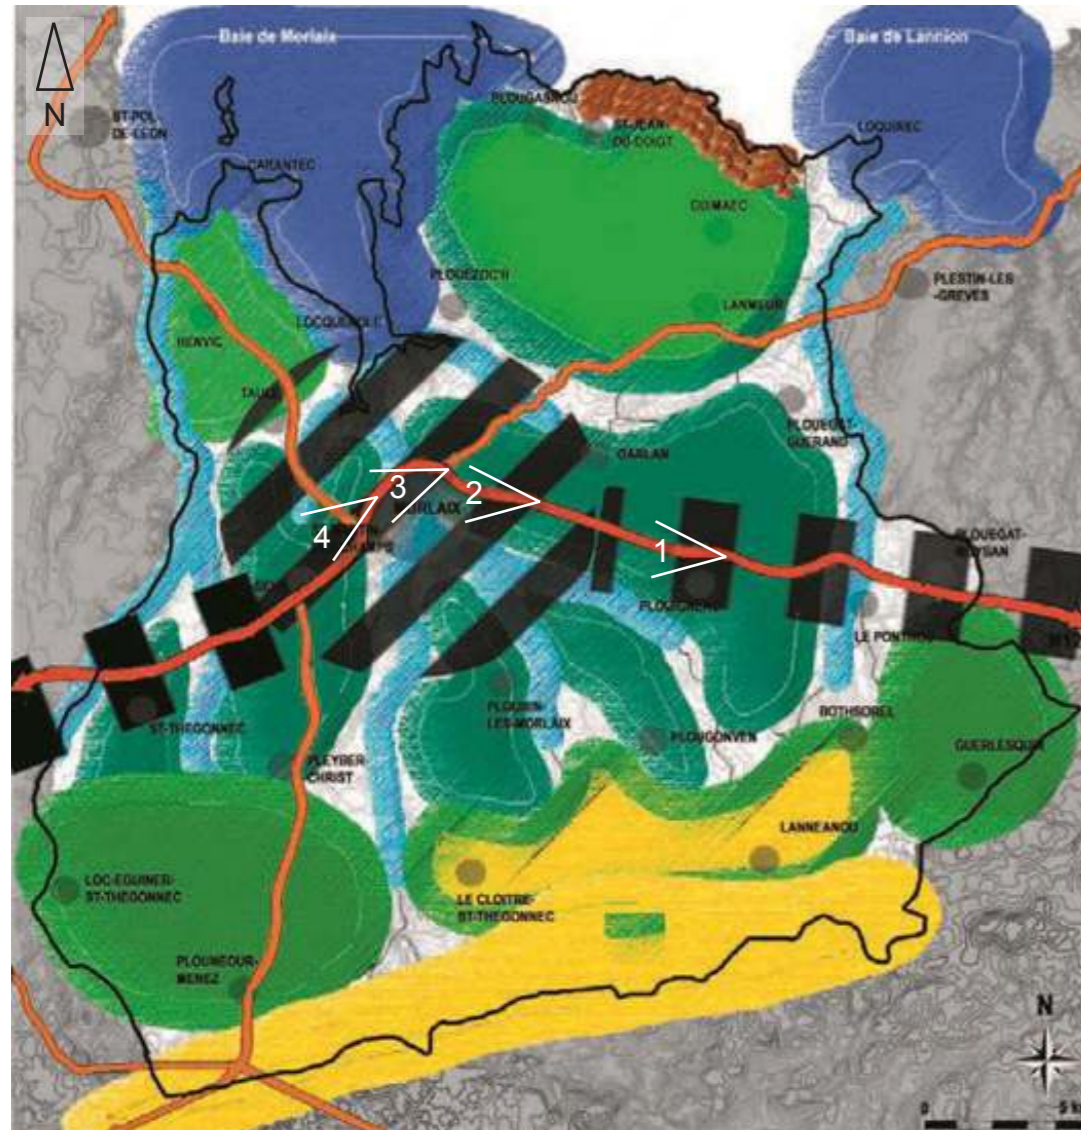 Baie de Morlaix
Baie de Lannion
N
ST-POL-
DE-LEON
PLOUGASNOU
ST-JEAN-
DU-DOIGT
LOQUIREC
CARANTEC
GUIMAEC
PLOUEZOC'H
PLESTIN-LES
-GREVES
LANMEUR
LOCQUENOLE
HENVIC
TAULE
PLOUEGAT-
GUERAND
GARLAN
3
2
MORLAIX
4
1
PLOUEGAT-
MOYSAN
PLOUIGNEAU
LE PONTHOU
ST-THEGONNEC
PLOURIN-
LES-MORLAIX
BOTHSOREL
PLOUGONVEN
GUERLESQUIN
PLEYBER-
CHRIST
LANNEANOU
LOC-EGUINER-
ST-THEGONNEC
LE CLOITRE-
ST-THEGONNEC
PLOUNEOUR-
MENEZ
N
0